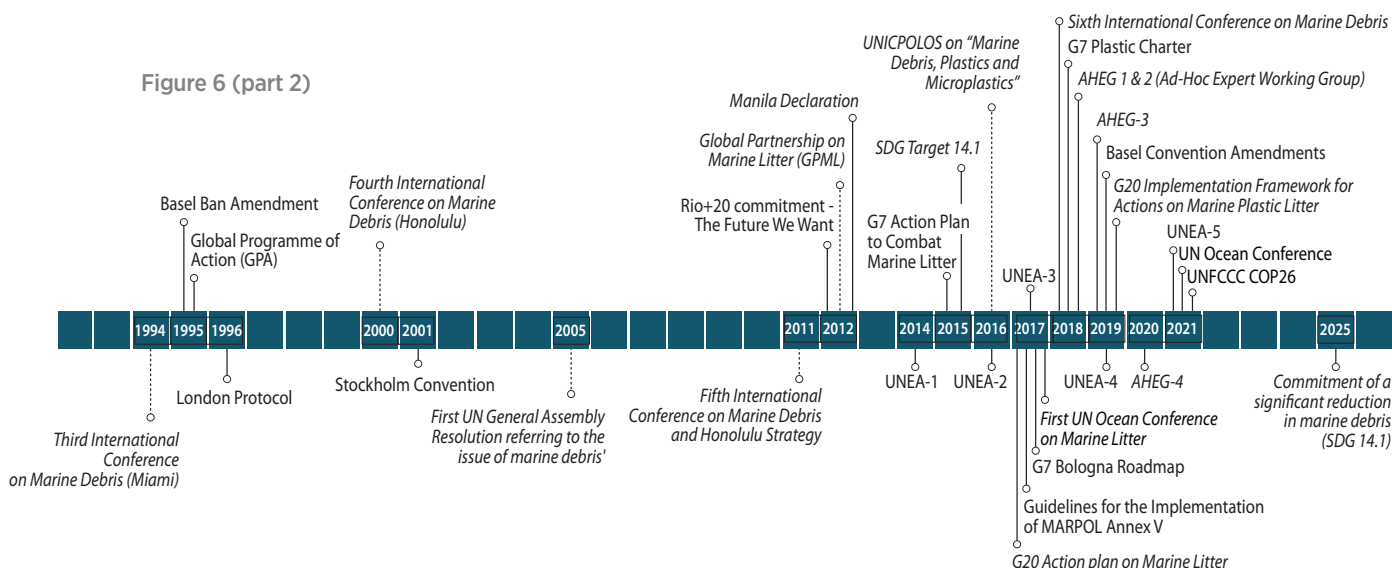 Figure 6 (part 2)
Basel Ban Amendment
Global Programme of
Action (GPA)
Fourth International
Conference on Marine
Debris (Honolulu)
Rio+20 commitment -
The Future We Want
Global Partnership on
Marine Litter (GPML)
Manila Declaration
G7 Action Plan
to Combat
Marine Litter
SDG Target 14.1
UNICPOLOS on “Marine
Debris, Plastics and
Microplastics”
UNEA-3
Sixth International Conference on Marine Debris
G7 Plastic Charter
AHEG 1 & 2 (Ad-Hoc Expert Working Group)
AHEG-3
Basel Convention Amendments
G20 Implementation Framework for
Actions on Marine Plastic Litter
UNEA-5
UN Ocean Conference
UNFCCC COP26
1994
1995
1996
2000
2001
2005
2011
2012
2014
2015
2016
2017
2018
2019
2020
2021
2025
Third International
Conference
on Marine Debris (Miami)
London Protocol
Stockholm Convention
First UN General Assembly
Resolution referring to the
issue of marine debris'
Fifth International
Conference on Marine Debris
and Honolulu Strategy
UNEA-1
UNEA-2
First UN Ocean Conference
on Marine Litter
G7 Bologna Roadmap
Guidelines for the Implementation
of MARPOL Annex V
G20 Action plan on Marine Litter
UNEA-4
AHEG-4
Commitment of a
significant reduction
in marine debris
(SDG 14.1)